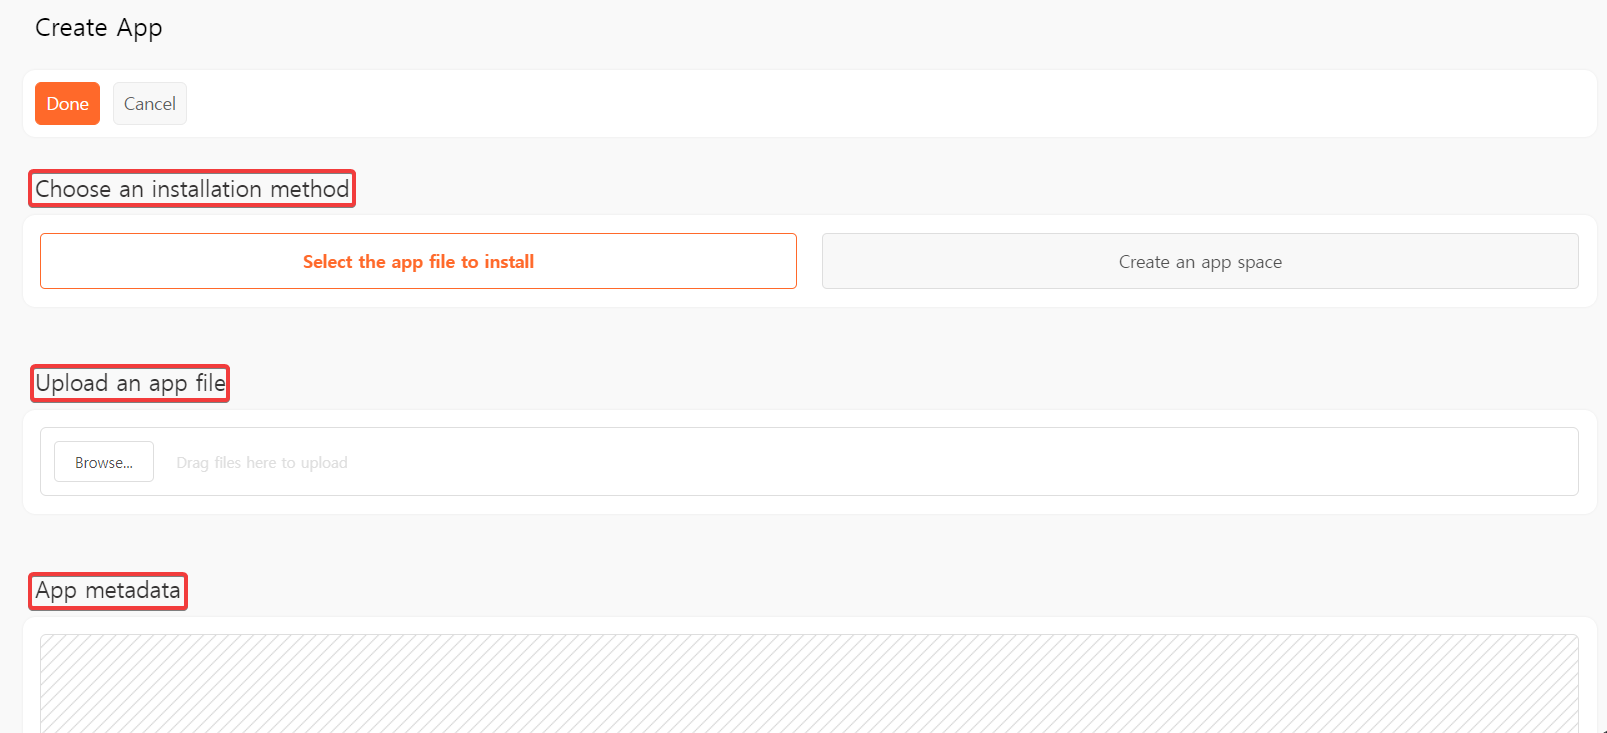 Create App
Done Cancel
Choose an installation method
Select the app file to install Create an app space
Upload an app file
Browse... Drag files here to upload
App metadata